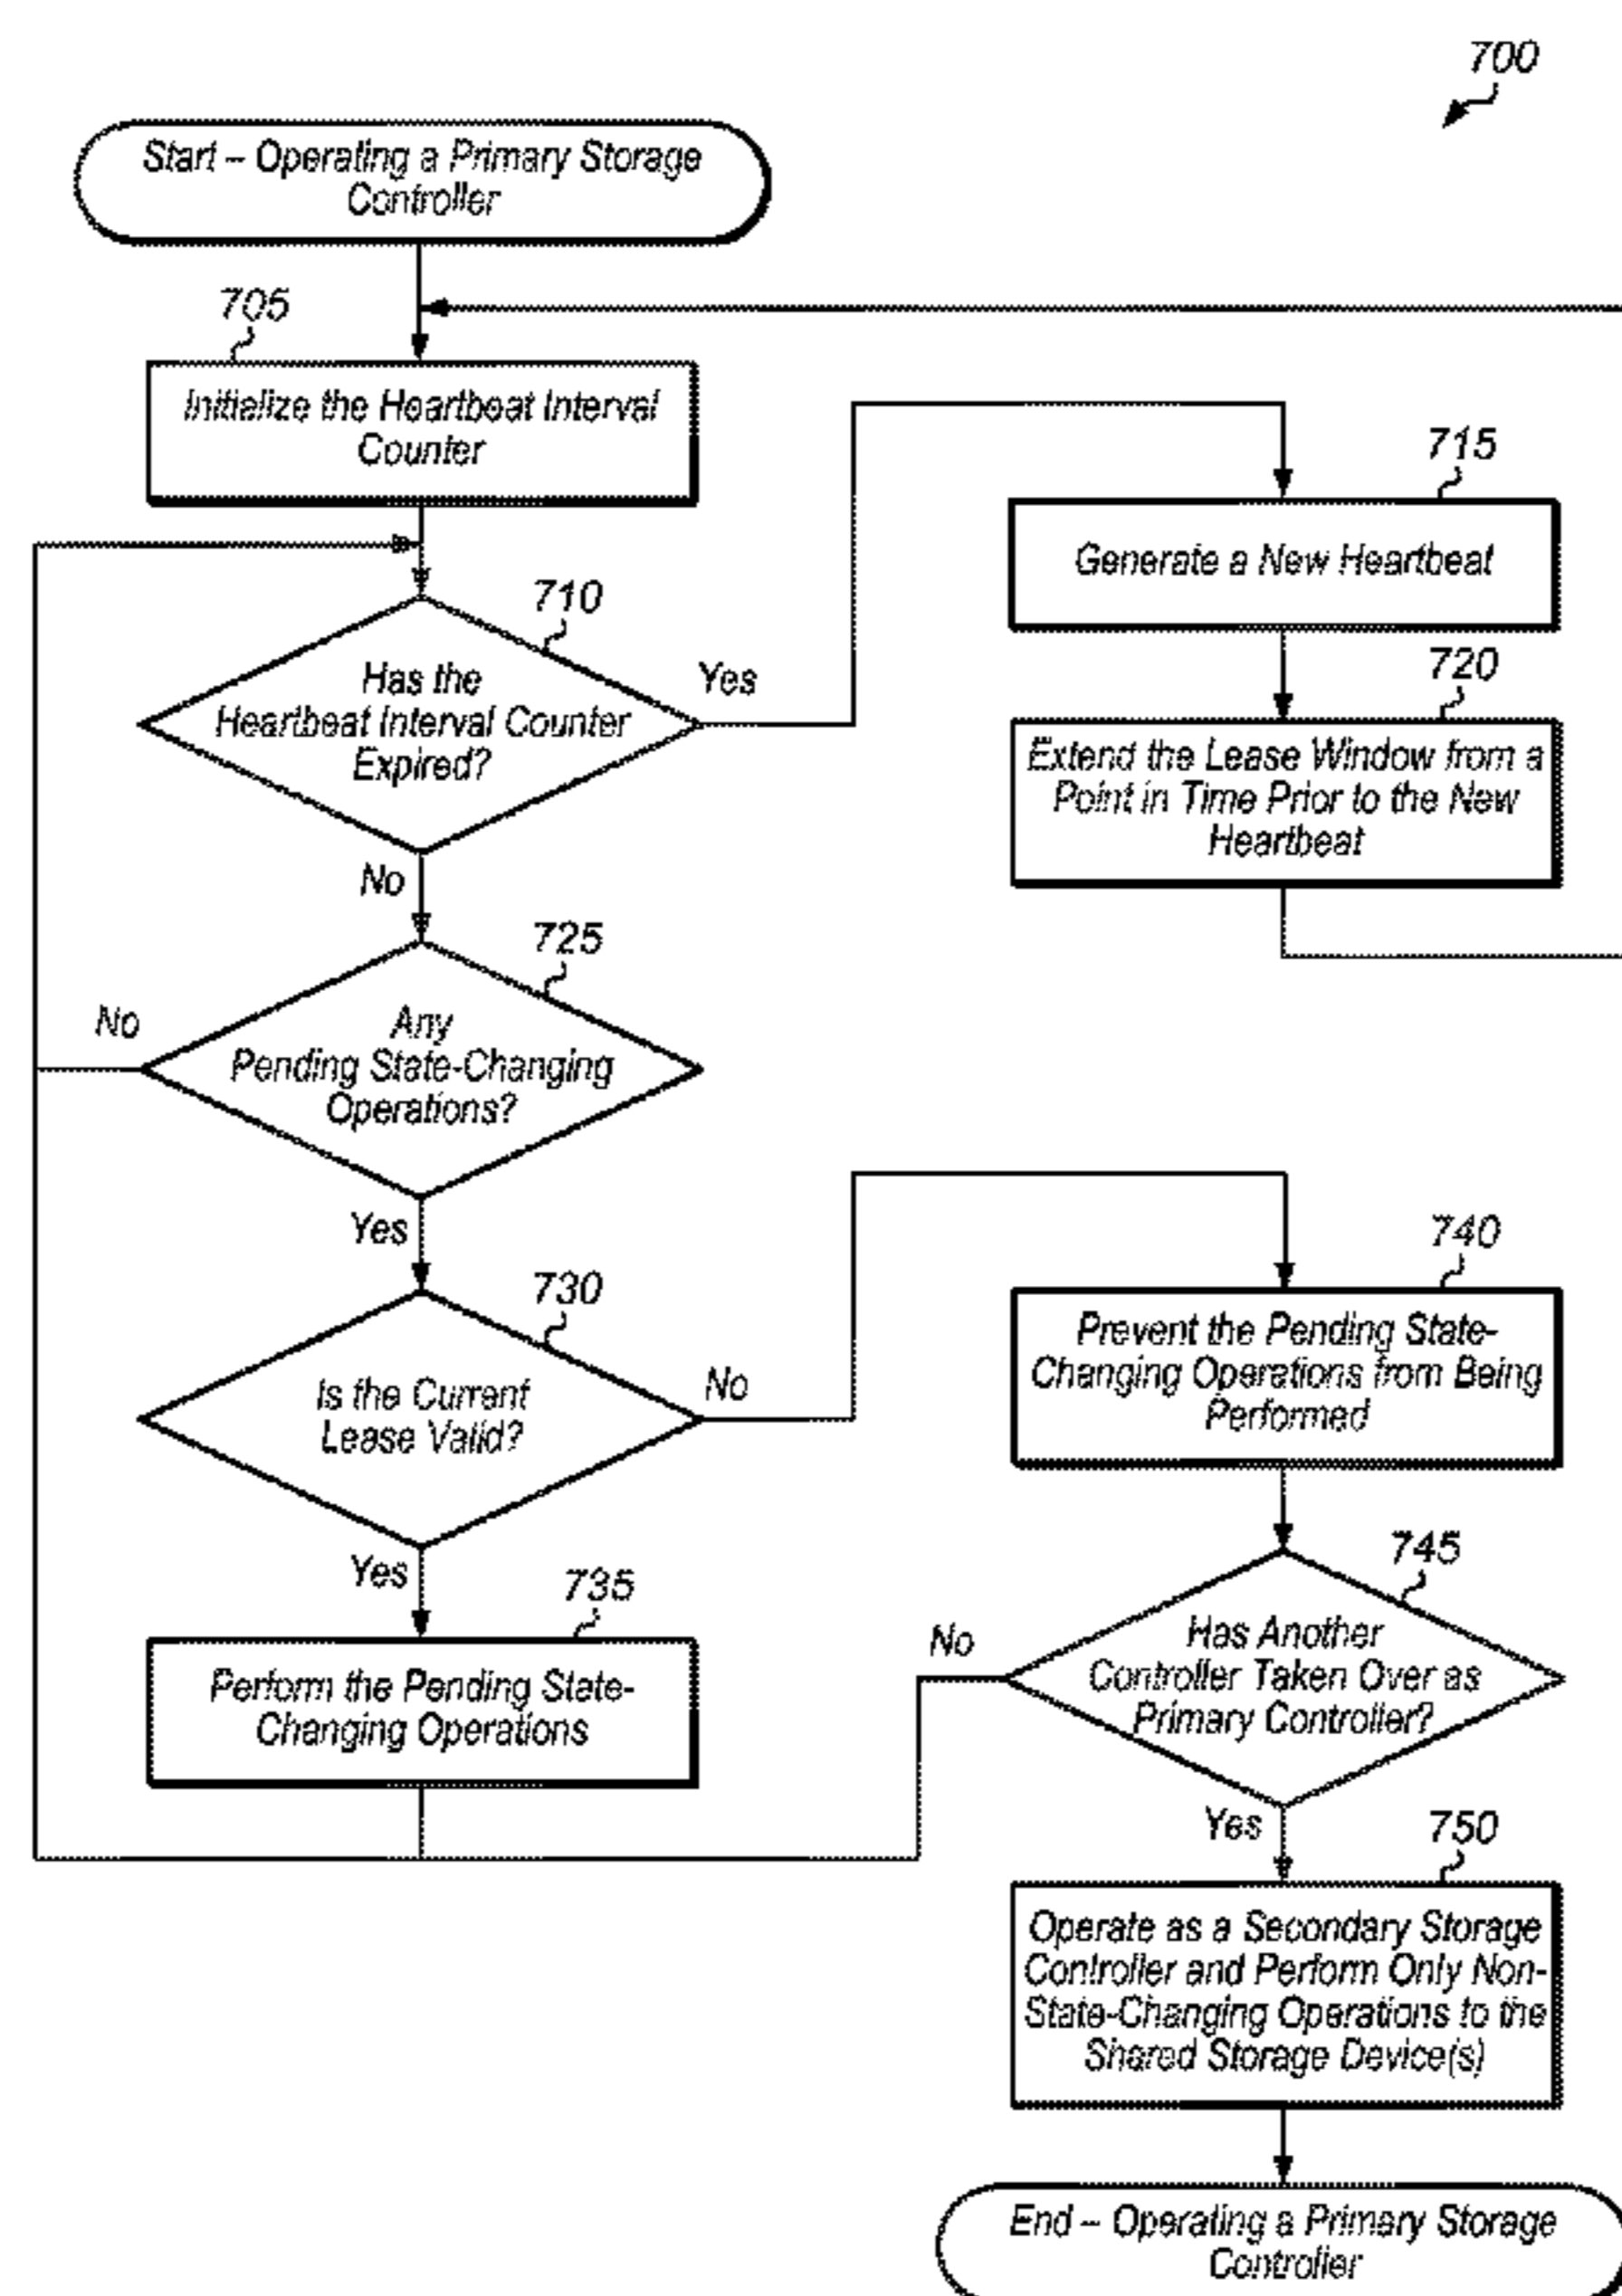 700
Start – Operating a Primary Storage
Controller
705
Initialize the Heartbeat Interval
Counter
710
Has the
Heartbeat Interval Counter
Expired?
Yes
No
715
Generate a New Heartbeat
720
Extend the Lease Window from a
Point in Time Prior to the New
Heartbeat
725
Any
Pending State-Changing
Operations?
No
Yes
730
Is the Current
Lease Valid?
No
Yes
735
Perform the Pending State-
Changing Operations
740
Prevent the Pending State-
Changing Operations from Being
Performed
745
Has Another
Controller Taken Over as
Primary Controller?
No
Yes
750
Operate as a Secondary Storage
Controller and Perform Only Non-
State-Changing Operations to the
Shared Storage Device(s)
End – Operating a Primary Storage
Controller